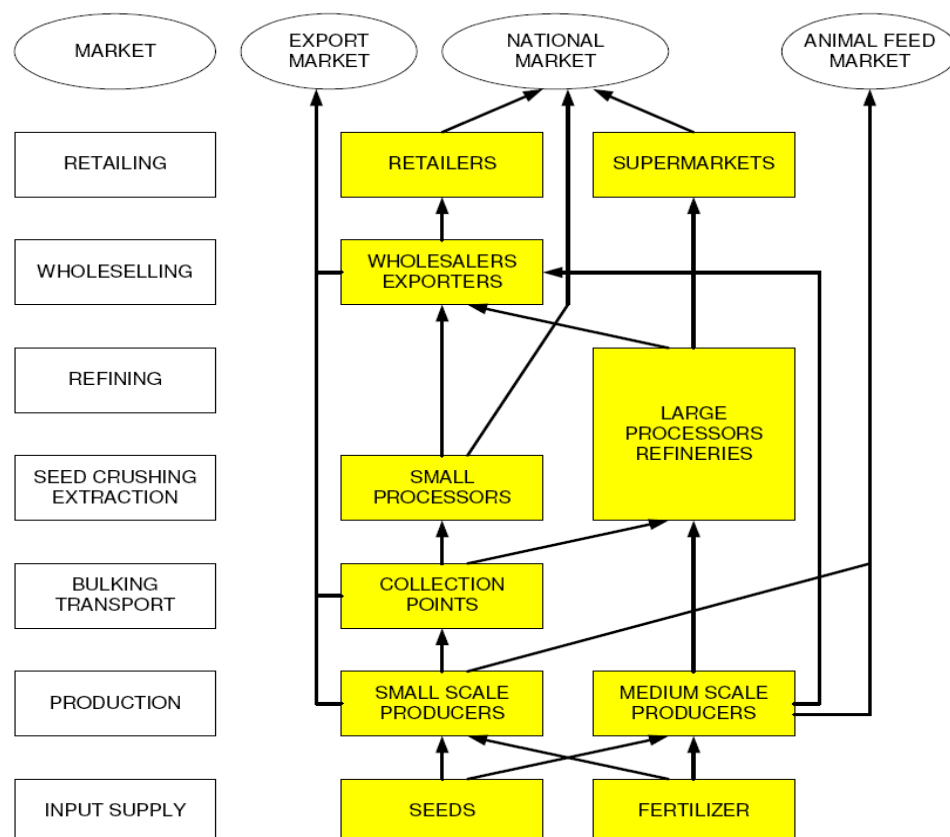 MARKET
EXPORT
MARKET
NATIONAL
MARKET
ANIMAL FEED
MARKET
RETAILING
RETAILERS
SUPERMARKETS
WHOLESELLING
WHOLESALERS
EXPORTERS
REFINING
LARGE
PROCESSORS
REFINERIES
SEED CRUSHING
EXTRACTION
SMALL
PROCESSORS
BULKING
TRANSPORT
COLLECTION
POINTS
PRODUCTION
SMALL SCALE
PRODUCERS
MEDIUM SCALE
PRODUCERS
INPUT SUPPLY
SEEDS
FERTILIZER